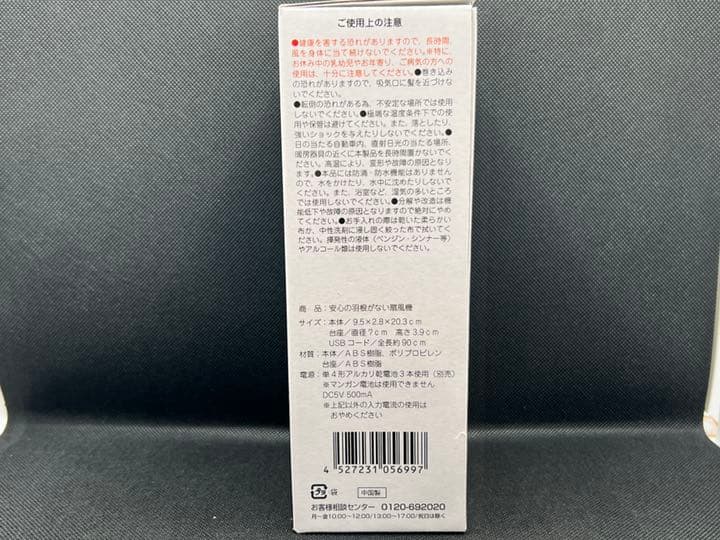 ご使用上の注意
●健康を害する恐れがありますので、長時間、
風を身体に当て続けないでください。※特に、
お休み中の乳幼児やお年寄り、ご病気の方への
使用は、十分に注意してください。●巻き込み
の恐れがありますので、吸気口に髪を近づけな
いでください。
●転倒の恐れがある為、不安定な場所では使用
しないでください。●極端な温度条件下での使
用や保管は避けてください。また、落としたり、
強いショックを与えたりしないでください。●
日の当たる自動車内、直射日光の当たる場所、
暖房器具の近くに本製品を長時間置かないでく
ださい。高温により、変形や故障の原因となりま
す。●本品には防滴・防水機能はありません
ので、水をかけたり、水中に沈めたりしないで
ください。また、浴室など、湿気の多いところ
では使用しないでください。●分解や改造は機
能低下や故障の原因となりますので絶対にやめ
てください。●お手入れの際は乾いた柔らかい
布か、中性洗剤に浸し固く絞った布で拭いてく
ださい。揮発性の液体（ベンジン・シンナー等）
やアルコール類は使用しないでください。
商　品：安心の羽根がない扇風機
サイズ：本体／9.5×2.8×20.3cm
台座／直径7cm 高さ3.9cm
USBコード／全長約90cm
材質：本体／ABS樹脂、ポリプロピレン
台座／ABS樹脂
電源：単4形アルカリ乾電池3本使用（別売）
※マンガン電池は使用できません
DC5V 500mA
※上記以外の入力電流の使用は
おやめください
4 527231 056997
プラ 袋 中国製
お客様相談センター 0120-692020
月〜金10:00〜12:00/13:00〜17:00/祝日は除く